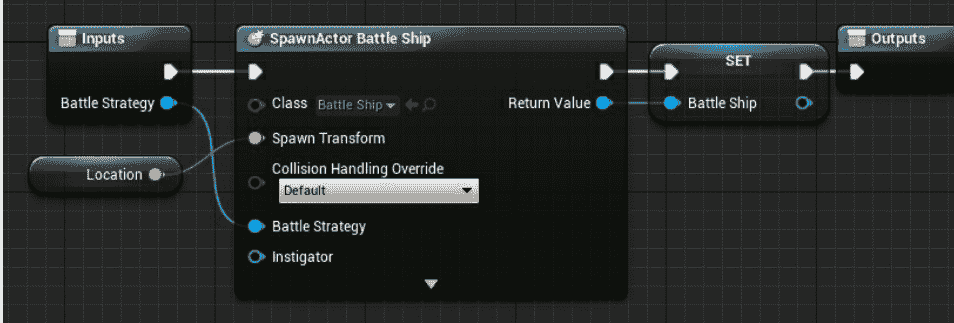 Inputs
Battle Strategy
Location
SpawnActor Battle Ship
Class Battle Ship
Return Value
Spawn Transform
Collision Handling Override
Default
Battle Strategy
Instigator
SET
Battle Ship
Outputs